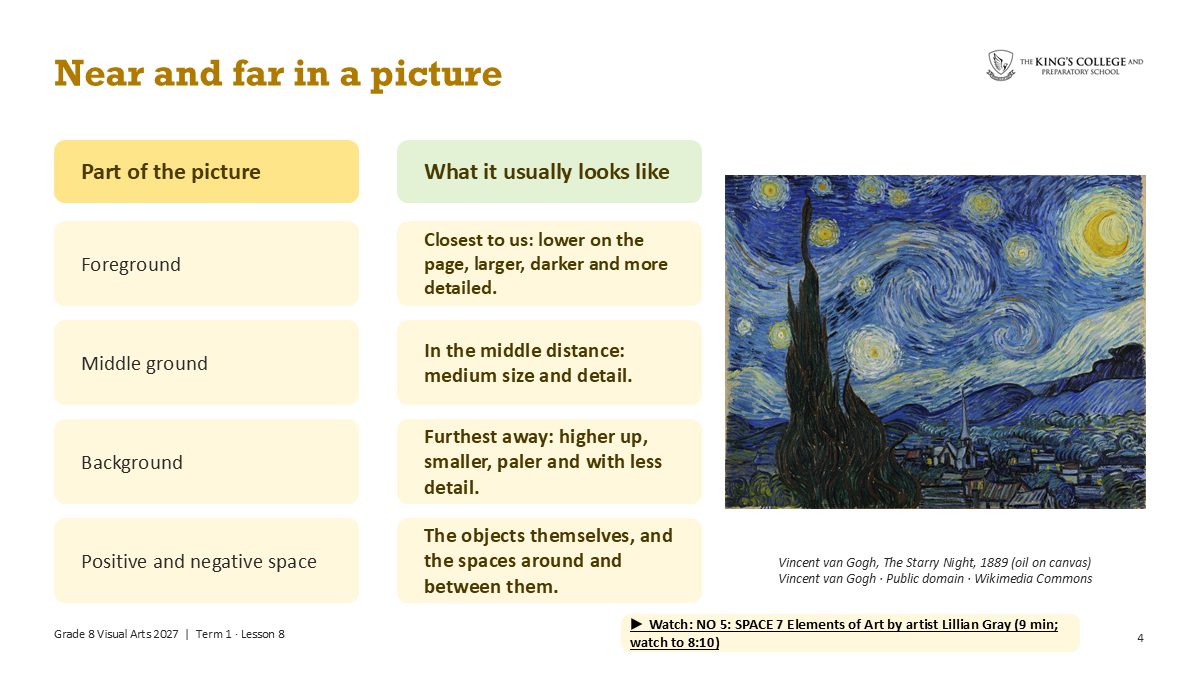 Near and far in a picture
THE KING'S COLLEGE AND
PREPARATORY SCHOOL
Part of the picture
What it usually looks like
Foreground
Closest to us: lower on the
page, larger, darker and more
detailed.
Middle ground
In the middle distance:
medium size and detail.
Background
Furthest away: higher up,
smaller, paler and with less
detail.
Positive and negative space
The objects themselves, and
the spaces around and
between them.
Vincent van Gogh, The Starry Night, 1889 (oil on canvas)
Vincent van Gogh · Public domain · Wikimedia Commons
Grade 8 Visual Arts 2027 | Term 1 · Lesson 8
▶ Watch: NO 5: SPACE 7 Elements of Art by artist Lillian Gray (9 min;
watch to 8:10)
4